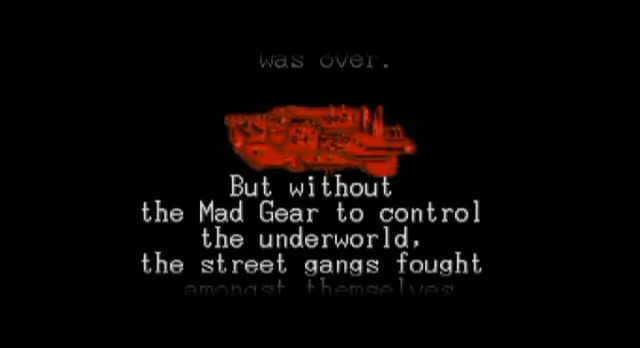 was over.
But without
the Mad Gear to control
the underworld,
the street gangs fought
amongst themselves